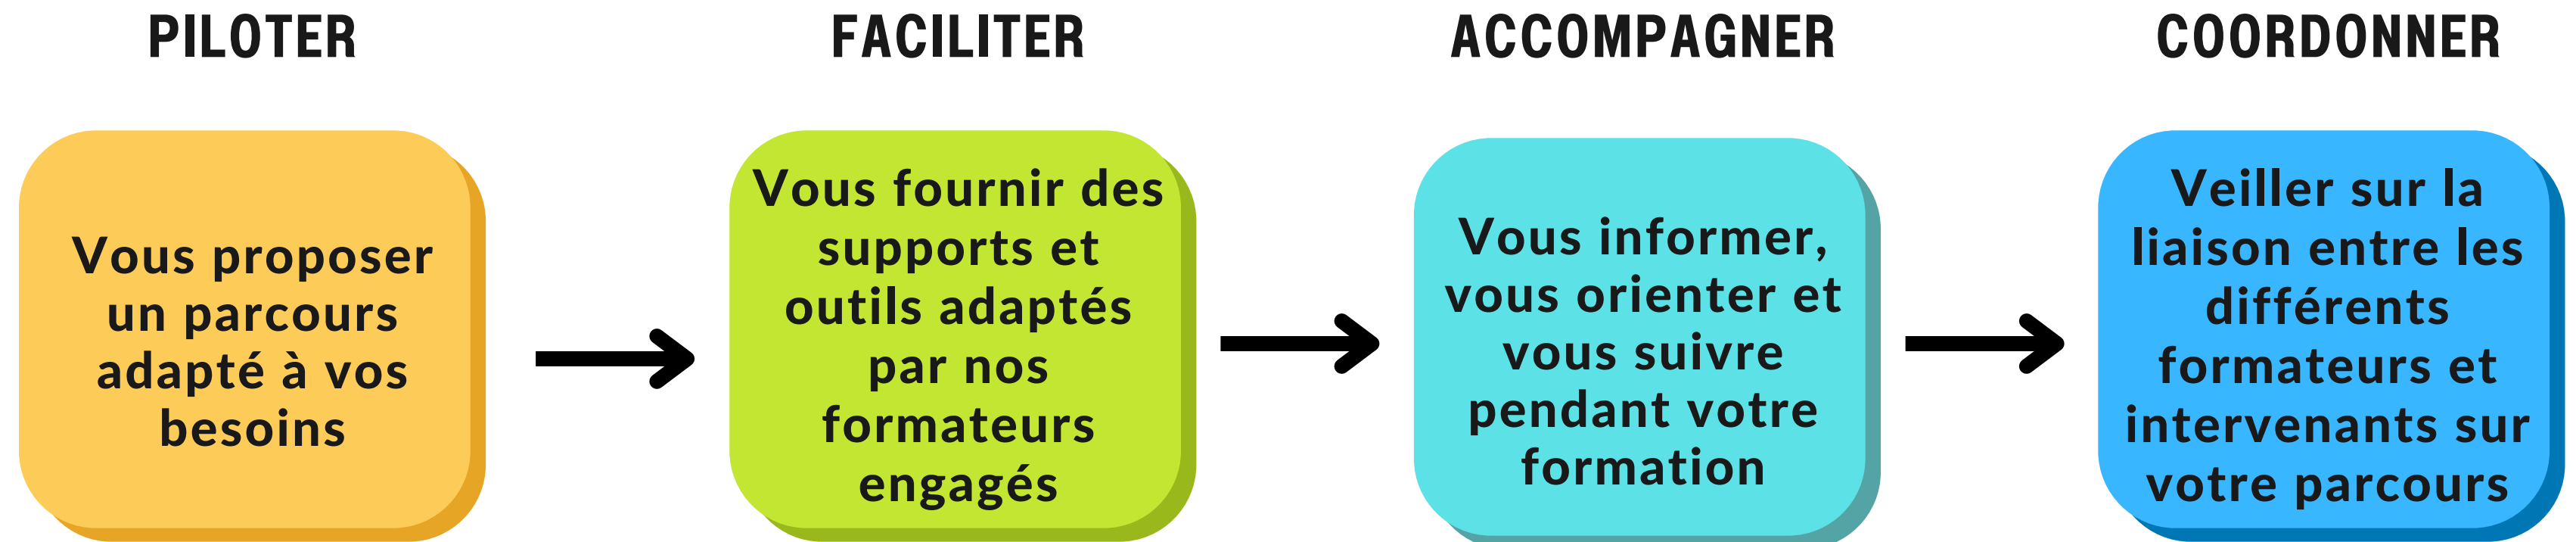 PILOTER
Vous proposer
un parcours
adapté à vos
besoins
FACILITER
Vous fournir des
supports et
outils adaptés
par nos
formateurs
engagés
ACCOMPAGNER
Vous informer,
vous orienter et
vous suivre
pendant votre
formation
COORDONNER
Veiller sur la
liaison entre les
différents
formateurs et
intervenants sur
votre parcours